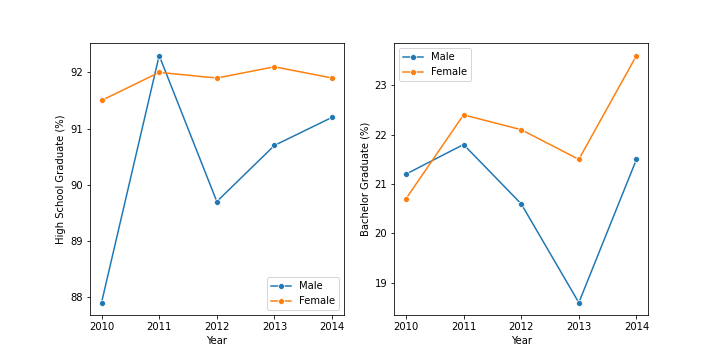 High School Graduate (%)
92
91
90
89
88
2010 2011 2012 2013 2014
Year
Male
Female
Bachelor Graduate (%)
23
22
21
20
19
2010 2011 2012 2013 2014
Year
Male
Female